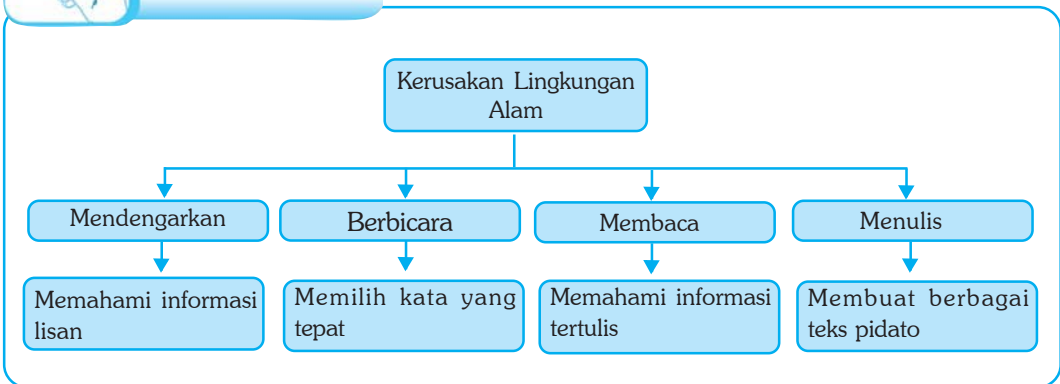 Kerusakan Lingkungan
Alam
Mendengarkan
Berbicara
Membaca
Menulis
Memahami informasi
lisan
Memilih kata yang
tepat
Memahami informasi
tertulis
Membuat berbagai
teks pidato